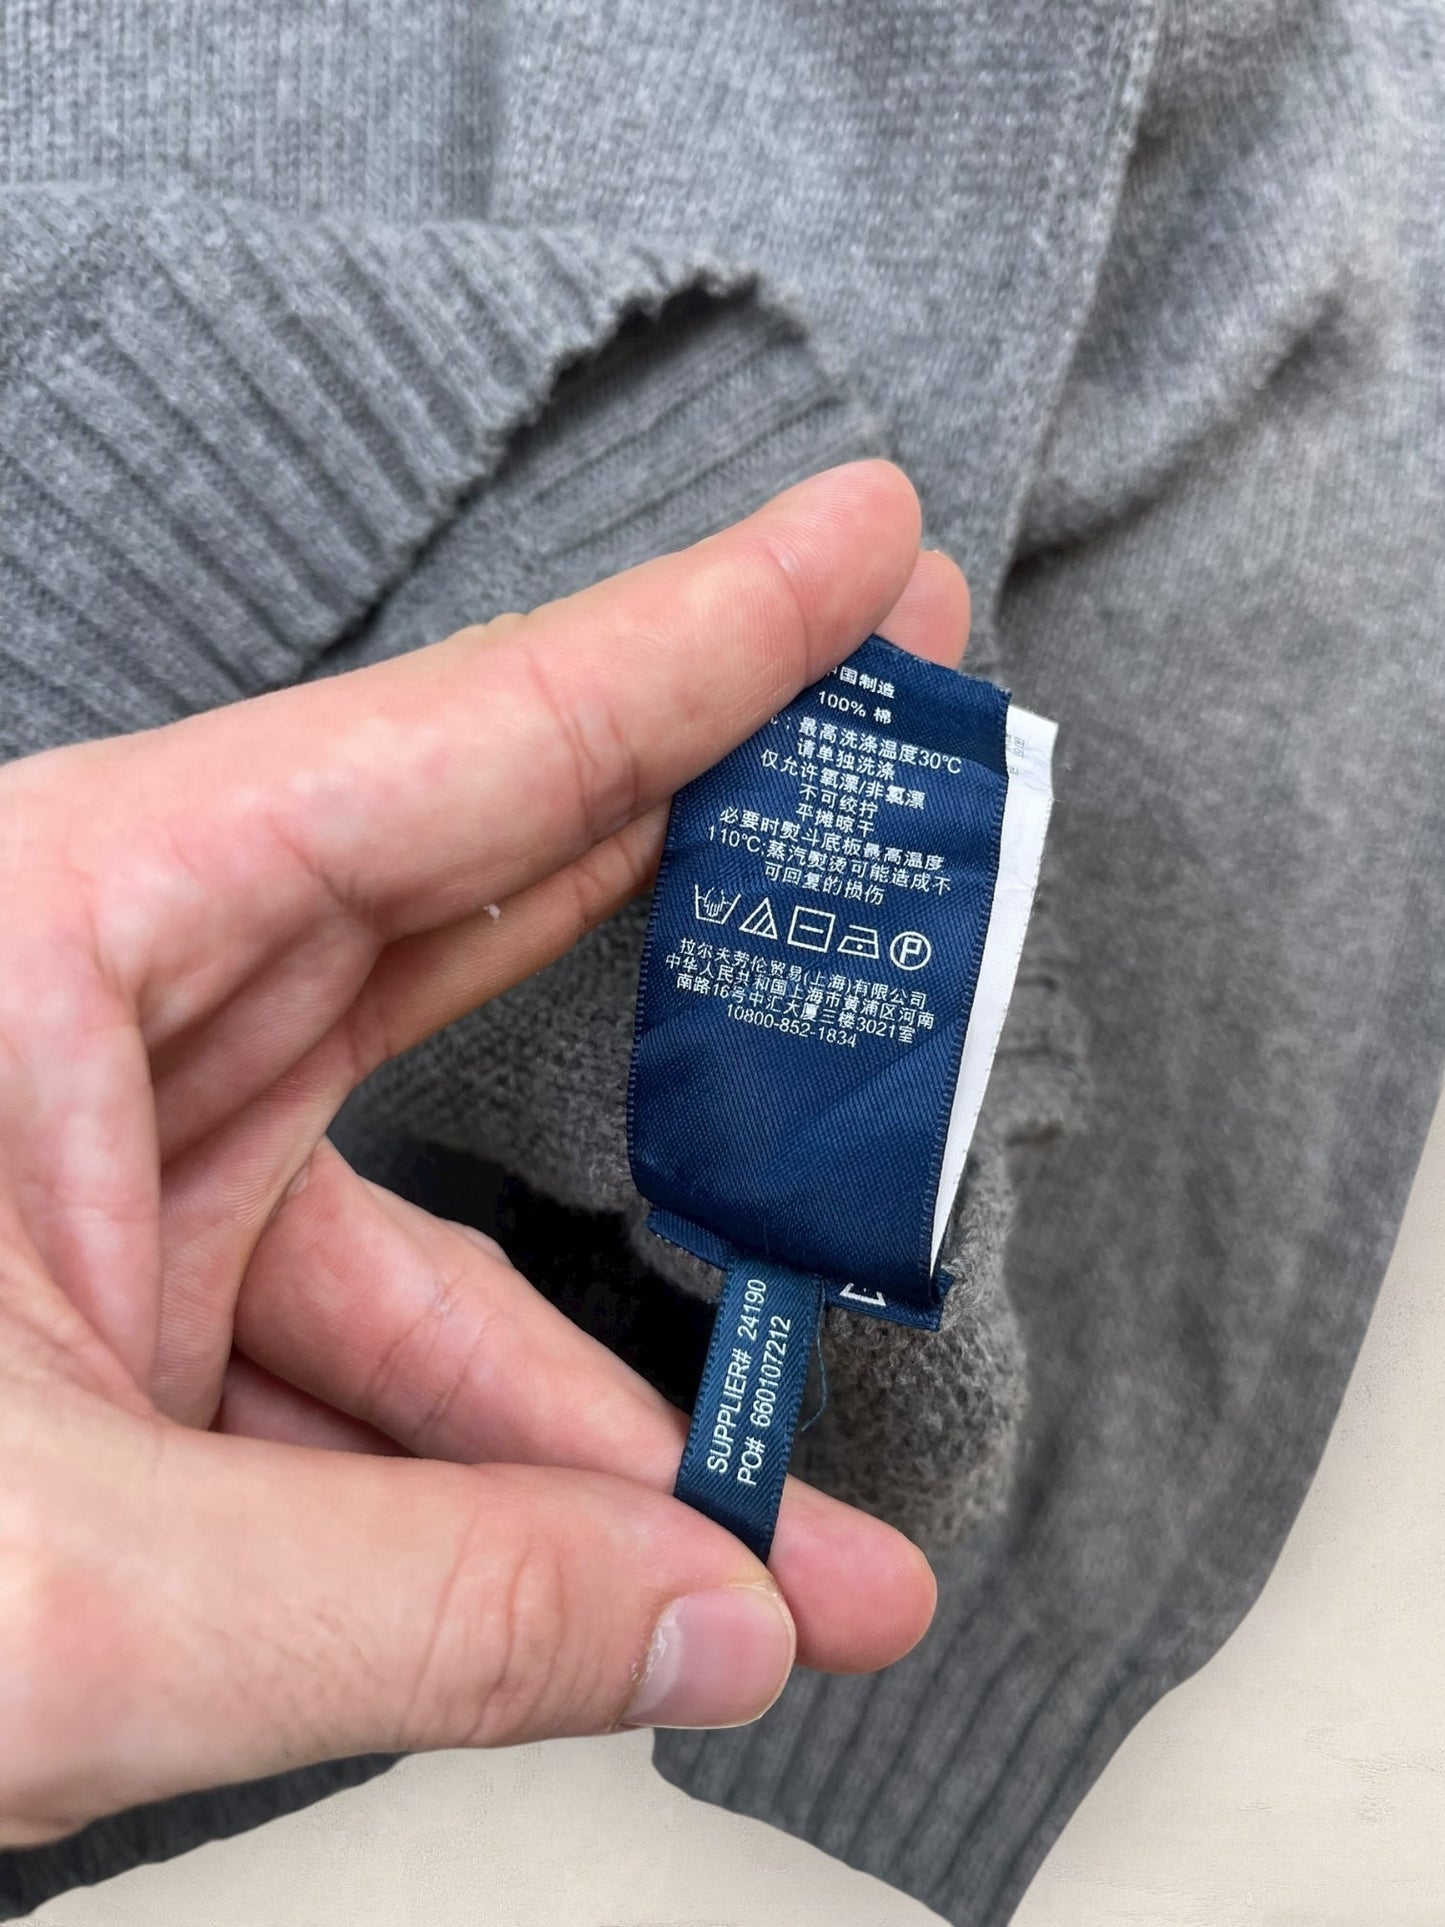 中国制造
100% 棉
最高洗涤温度30℃
请单独洗涤
仅允许氧漂/非氯漂
不可绞拧
平摊晾干
必要时熨斗底板最高温度
110℃:蒸汽熨烫可能造成不
可回复的损伤
P
拉尔夫劳伦贸易(上海)有限公司
中华人民共和国上海市黄浦区河南
南路16号中汇大厦三楼3021室
10800-852-1834
SUPPLIER# 24190
PO# 660107212